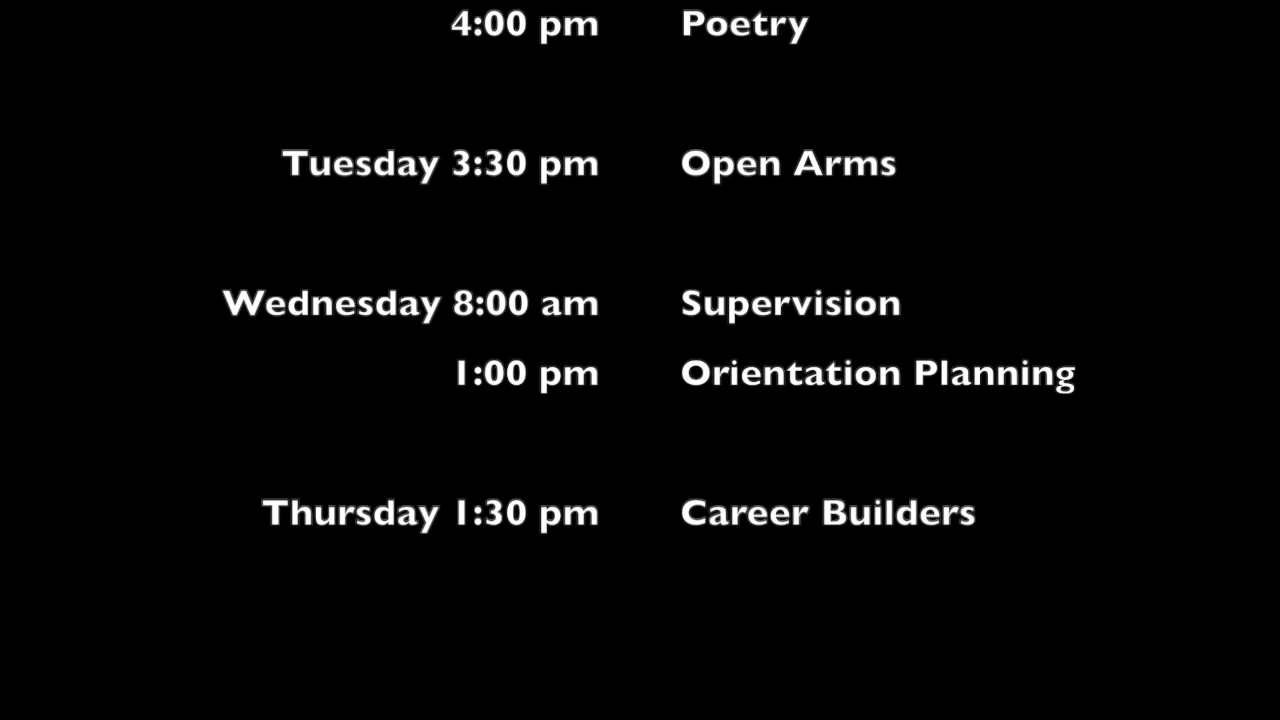 4:00 pm Poetry
Tuesday 3:30 pm Open Arms
Wednesday 8:00 am Supervision
1:00 pm Orientation Planning
Thursday 1:30 pm Career Builders